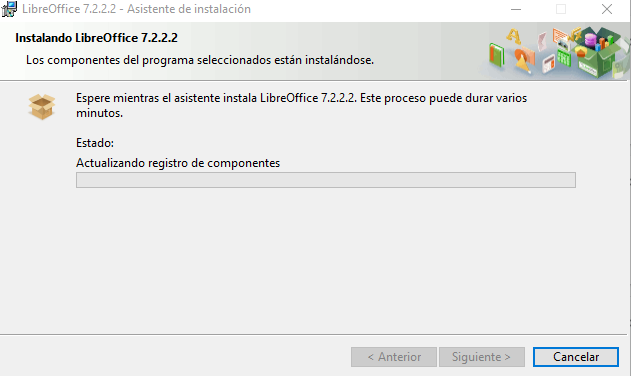 LibreOffice 7.2.2.2 - Asistente de instalación
Instalando LibreOffice 7.2.2.2
Los componentes del programa seleccionados están instándose.
Espere mientras el asistente instala LibreOffice 7.2.2.2. Este proceso puede durar varios
minutos.
Estado:
Actualizando registro de componentes
< Anterior
Siguiente >
Cancelar